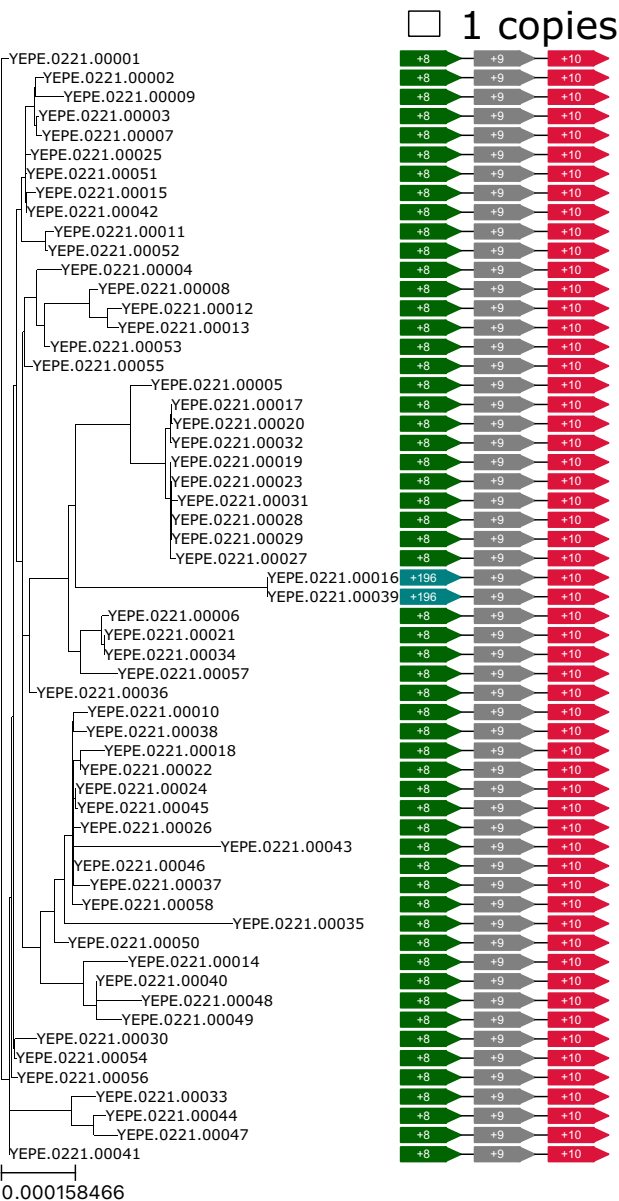 1 copies
YEPE.0221.00001 +8 +9 +10
YEPE.0221.00002 +8 +9 +10
YEPE.0221.00009 +8 +9 +10
YEPE.0221.00003 +8 +9 +10
YEPE.0221.00007 +8 +9 +10
YEPE.0221.00025 +8 +9 +10
YEPE.0221.00051 +8 +9 +10
YEPE.0221.00015 +8 +9 +10
YEPE.0221.00042 +8 +9 +10
YEPE.0221.00011 +8 +9 +10
YEPE.0221.00052 +8 +9 +10
YEPE.0221.00004 +8 +9 +10
YEPE.0221.00008 +8 +9 +10
YEPE.0221.00012 +8 +9 +10
YEPE.0221.00013 +8 +9 +10
YEPE.0221.00053 +8 +9 +10
YEPE.0221.00055 +8 +9 +10
YEPE.0221.00005 +8 +9 +10
YEPE.0221.00017 +8 +9 +10
YEPE.0221.00020 +8 +9 +10
YEPE.0221.00032 +8 +9 +10
YEPE.0221.00019 +8 +9 +10
YEPE.0221.00023 +8 +9 +10
YEPE.0221.00031 +8 +9 +10
YEPE.0221.00028 +8 +9 +10
YEPE.0221.00029 +8 +9 +10
YEPE.0221.00027 +8 +9 +10
YEPE.0221.00016 +196 +9 +10
YEPE.0221.00039 +196 +9 +10
YEPE.0221.00006 +8 +9 +10
YEPE.0221.00021 +8 +9 +10
YEPE.0221.00034 +8 +9 +10
YEPE.0221.00057 +8 +9 +10
YEPE.0221.00036 +8 +9 +10
YEPE.0221.00010 +8 +9 +10
YEPE.0221.00038 +8 +9 +10
YEPE.0221.00018 +8 +9 +10
YEPE.0221.00022 +8 +9 +10
YEPE.0221.00024 +8 +9 +10
YEPE.0221.00045 +8 +9 +10
YEPE.0221.00026 +8 +9 +10
YEPE.0221.00043 +8 +9 +10
YEPE.0221.00046 +8 +9 +10
YEPE.0221.00037 +8 +9 +10
YEPE.0221.00058 +8 +9 +10
YEPE.0221.00035 +8 +9 +10
YEPE.0221.00050 +8 +9 +10
YEPE.0221.00014 +8 +9 +10
YEPE.0221.00040 +8 +9 +10
YEPE.0221.00048 +8 +9 +10
YEPE.0221.00049 +8 +9 +10
YEPE.0221.00030 +8 +9 +10
YEPE.0221.00054 +8 +9 +10
YEPE.0221.00056 +8 +9 +10
YEPE.0221.00033 +8 +9 +10
YEPE.0221.00044 +8 +9 +10
YEPE.0221.00047 +8 +9 +10
YEPE.0221.00041 +8 +9 +10
0.000158466